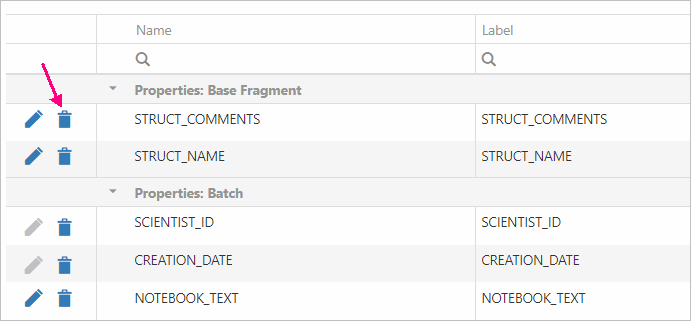 Name Label
Properties: Base Fragment
STRUCT_COMMENTS STRUCT_COMMENTS
STRUCT_NAME STRUCT_NAME
Properties: Batch
SCIENTIST_ID SCIENTIST_ID
CREATION_DATE CREATION_DATE
NOTEBOOK_TEXT NOTEBOOK_TEXT